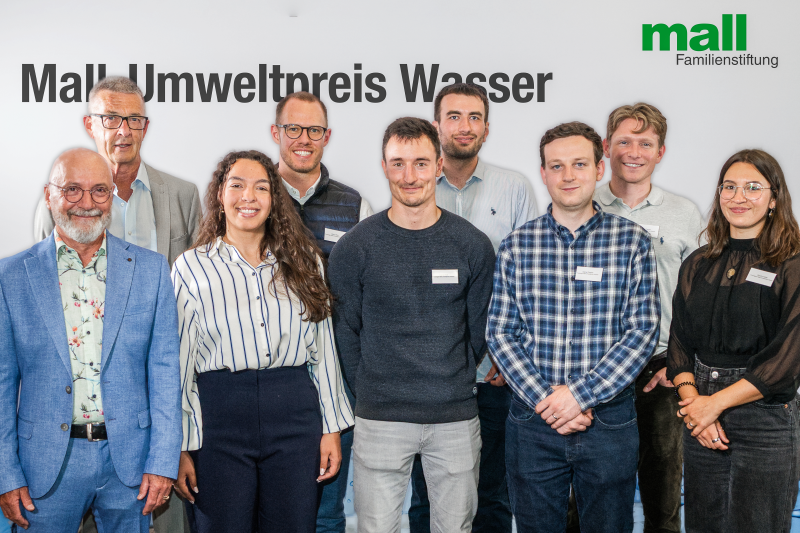 mall
Familienstiftung
Mall Umweltpreis Wasser